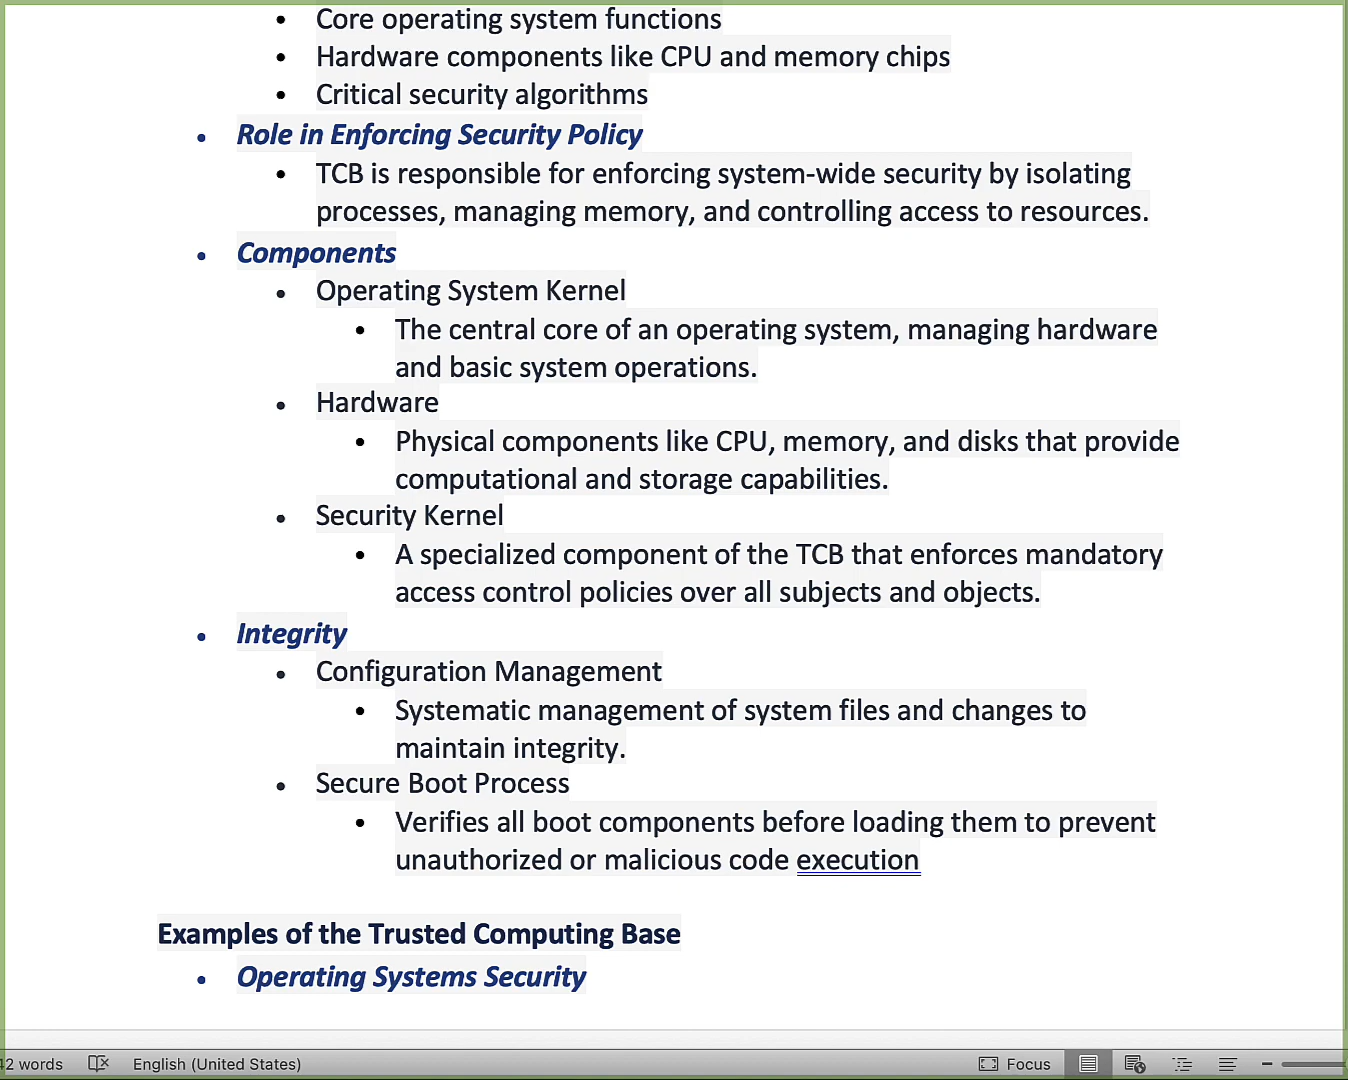 • Core operating system functions
• Hardware components like CPU and memory chips
• Critical security algorithms
• Role in Enforcing Security Policy
• TCB is responsible for enforcing system-wide security by isolating
processes, managing memory, and controlling access to resources.
• Components
• Operating System Kernel
• The central core of an operating system, managing hardware
and basic system operations.
• Hardware
• Physical components like CPU, memory, and disks that provide
computational and storage capabilities.
• Security Kernel
• A specialized component of the TCB that enforces mandatory
access control policies over all subjects and objects.
• Integrity
• Configuration Management
• Systematic management of system files and changes to
maintain integrity.
• Secure Boot Process
• Verifies all boot components before loading them to prevent
unauthorized or malicious code execution
Examples of the Trusted Computing Base
• Operating Systems Security
words English (United States) Focus